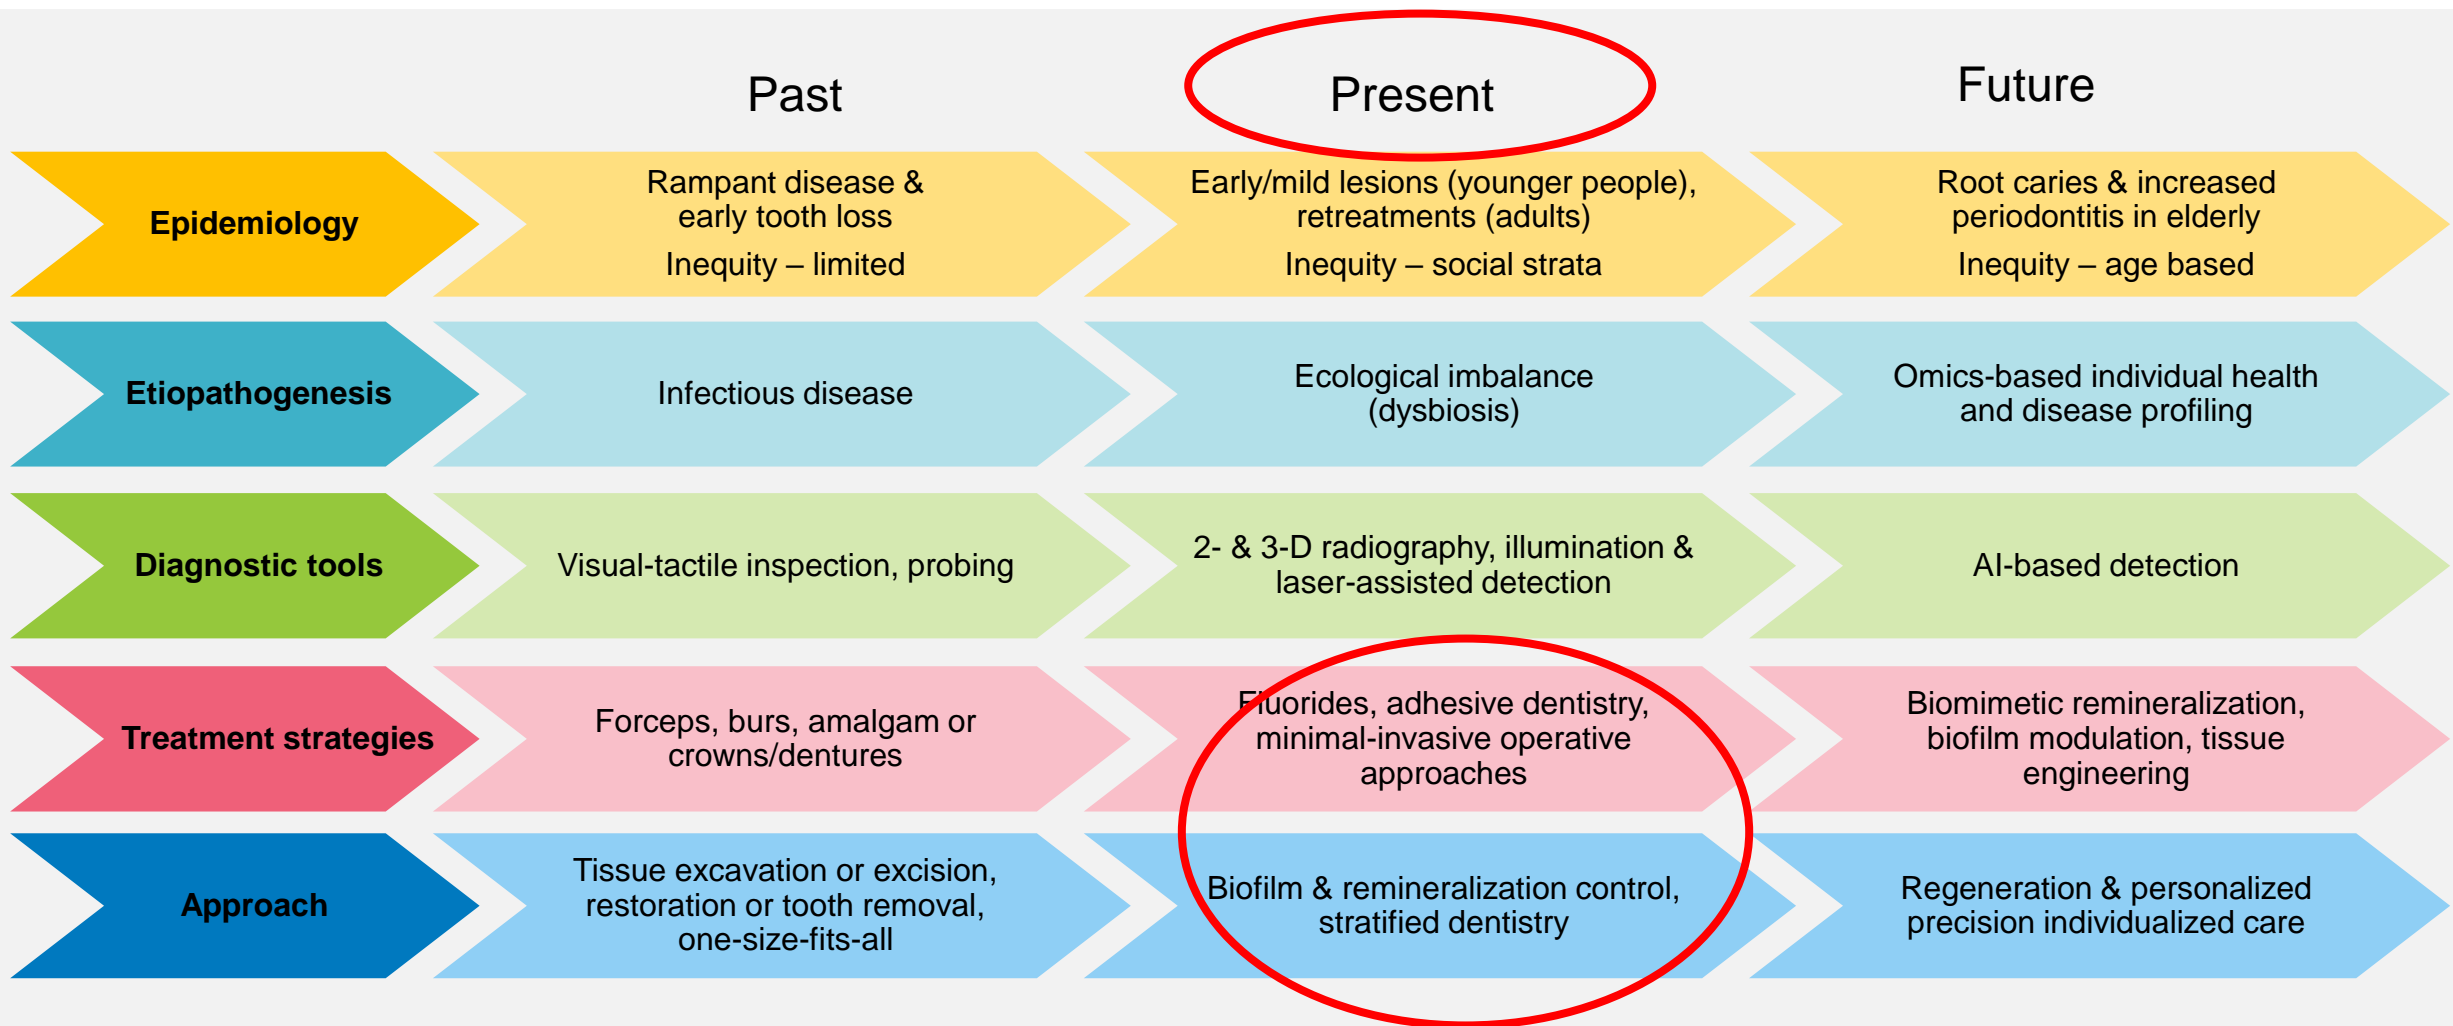 Past
Present
Future
Epidemiology
Rampant disease &
early tooth loss
Inequity – limited
Early/mild lesions (younger people),
retreatments (adults)
Inequity – social strata
Root caries & increased
periodontitis in elderly
Inequity – age based
Etiopathogenesis
Infectious disease
Ecological imbalance
(dysbiosis)
Omics-based individual health
and disease profiling
Diagnostic tools
Visual-tactile inspection, probing
2- & 3-D radiography, illumination &
laser-assisted detection
AI-based detection
Treatment strategies
Forceps, burs, amalgam or
crowns/dentures
Fluorides, adhesive dentistry,
minimal-invasive operative
approaches
Biomimetic remineralization,
biofilm modulation, tissue
engineering
Approach
Tissue excavation or excision,
restoration or tooth removal,
one-size-fits-all
Biofilm & remineralization control,
stratified dentistry
Regeneration & personalized
precision individualized care